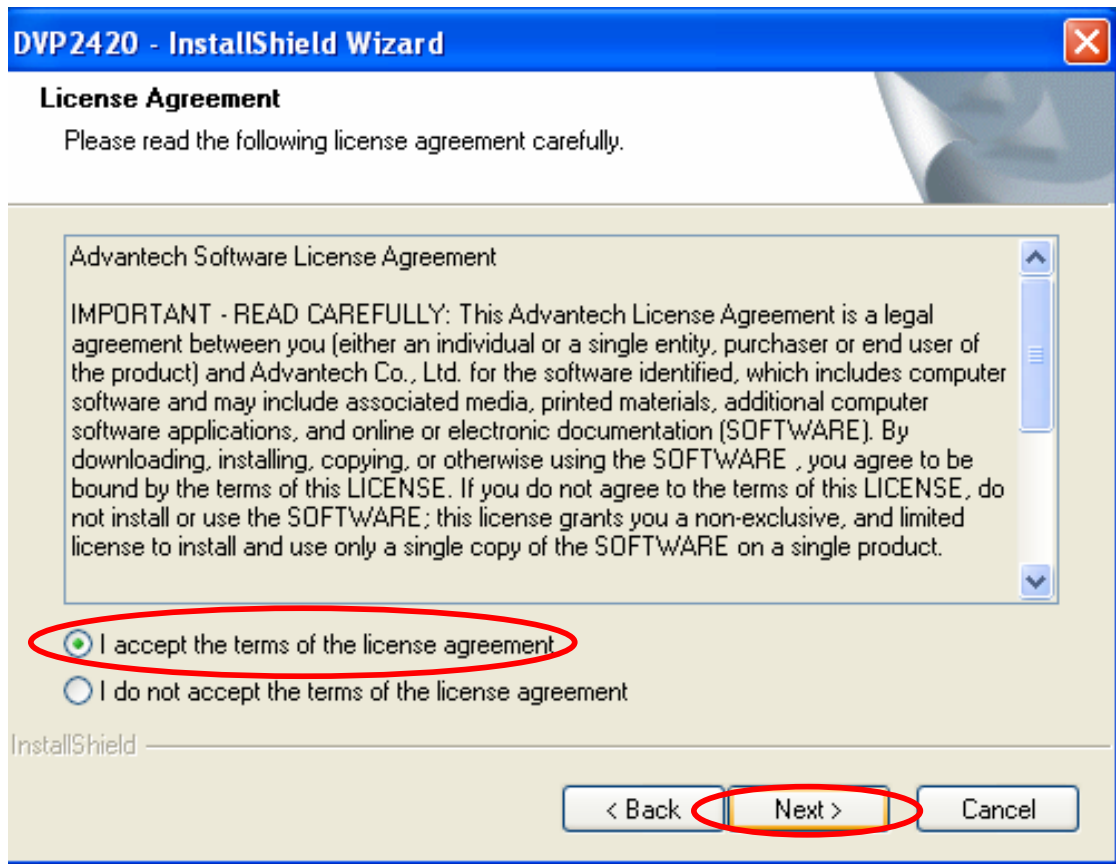 DVP2420 - InstallShield Wizard
License Agreement
Please read the following license agreement carefully.
Advantech Software License Agreement
IMPORTANT - READ CAREFULLY: This Advantech License Agreement is a legal
agreement between you (either an individual or a single entity, purchaser or end user of
the product) and Advantech Co., Ltd. for the software identified, which includes computer
software and may include associated media, printed materials, additional computer
software applications, and online or electronic documentation (SOFTWARE). By
downloading, installing, copying, or otherwise using the SOFTWARE , you agree to be
bound by the terms of this LICENSE. If you do not agree to the terms of this LICENSE, do
not install or use the SOFTWARE; this license grants you a non-exclusive, and limited
license to install and use only a single copy of the SOFTWARE on a single product.
I accept the terms of the license agreement
I do not accept the terms of the license agreement
InstallShield
< Back Next > Cancel